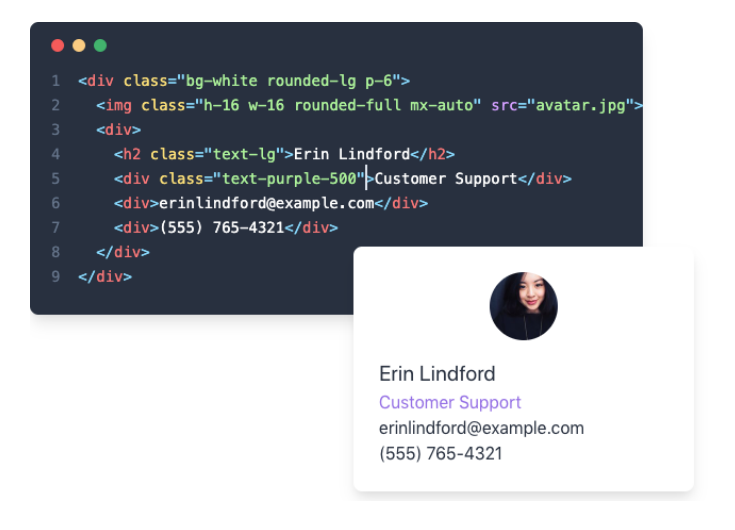 1 <div class="bg-white rounded-lg p-6">
2   <img class="h-16 w-16 rounded-full mx-auto" src="avatar.jpg">
3   <div>
4     <h2 class="text-lg">Erin Lindford</h2>
5     <div class="text-purple-500">Customer Support</div>
6     <div>erinlindford@example.com</div>
7     <div>(555) 765-4321</div>
8   </div>
9 </div>
Erin Lindford
Customer Support
erinlindford@example.com
(555) 765-4321